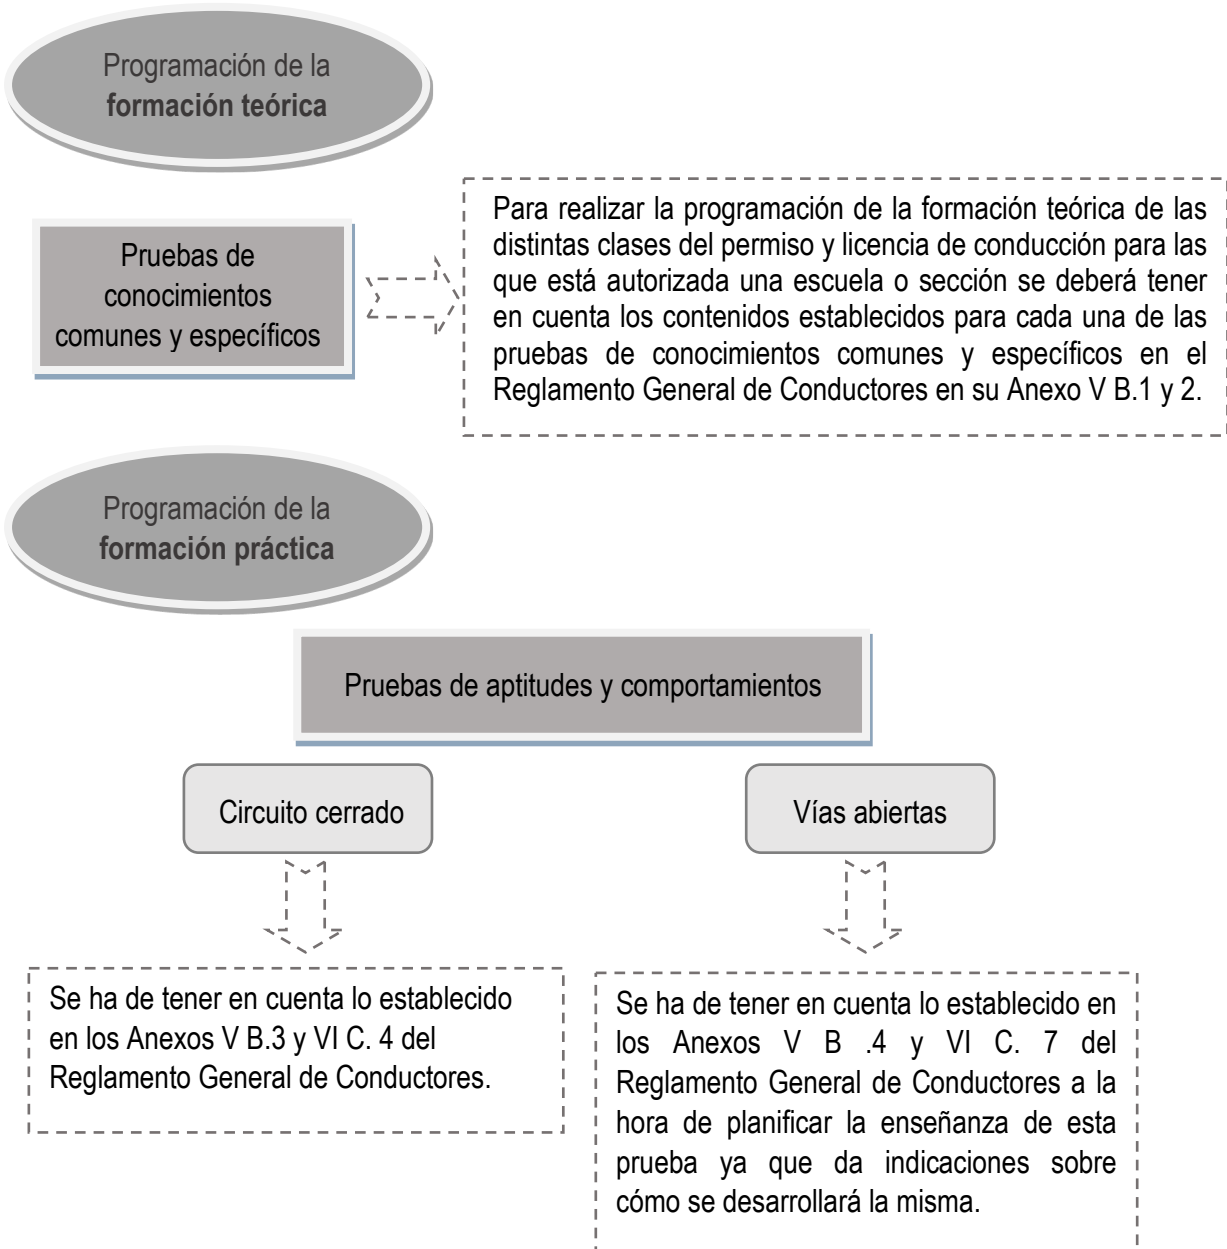 Programación de la
formación teórica
Pruebas de
conocimientos
comunes y específicos
Para realizar la programación de la formación teórica de las
distintas clases del permiso y licencia de conducción para las
que está autorizada una escuela o sección se deberá tener
en cuenta los contenidos establecidos para cada una de las
pruebas de conocimientos comunes y específicos en el
Reglamento General de Conductores en su Anexo V B.1 y 2.
Programación de la
formación práctica
Pruebas de aptitudes y comportamientos
Circuito cerrado
Vías abiertas
Se ha de tener en cuenta lo establecido
en los Anexos V B.3 y VI C. 4 del
Reglamento General de Conductores.
Se ha de tener en cuenta lo establecido en
los Anexos V B .4 y VI C. 7 del
Reglamento General de Conductores a la
hora de planificar la enseñanza de esta
prueba ya que da indicaciones sobre
cómo se desarrollará la misma.